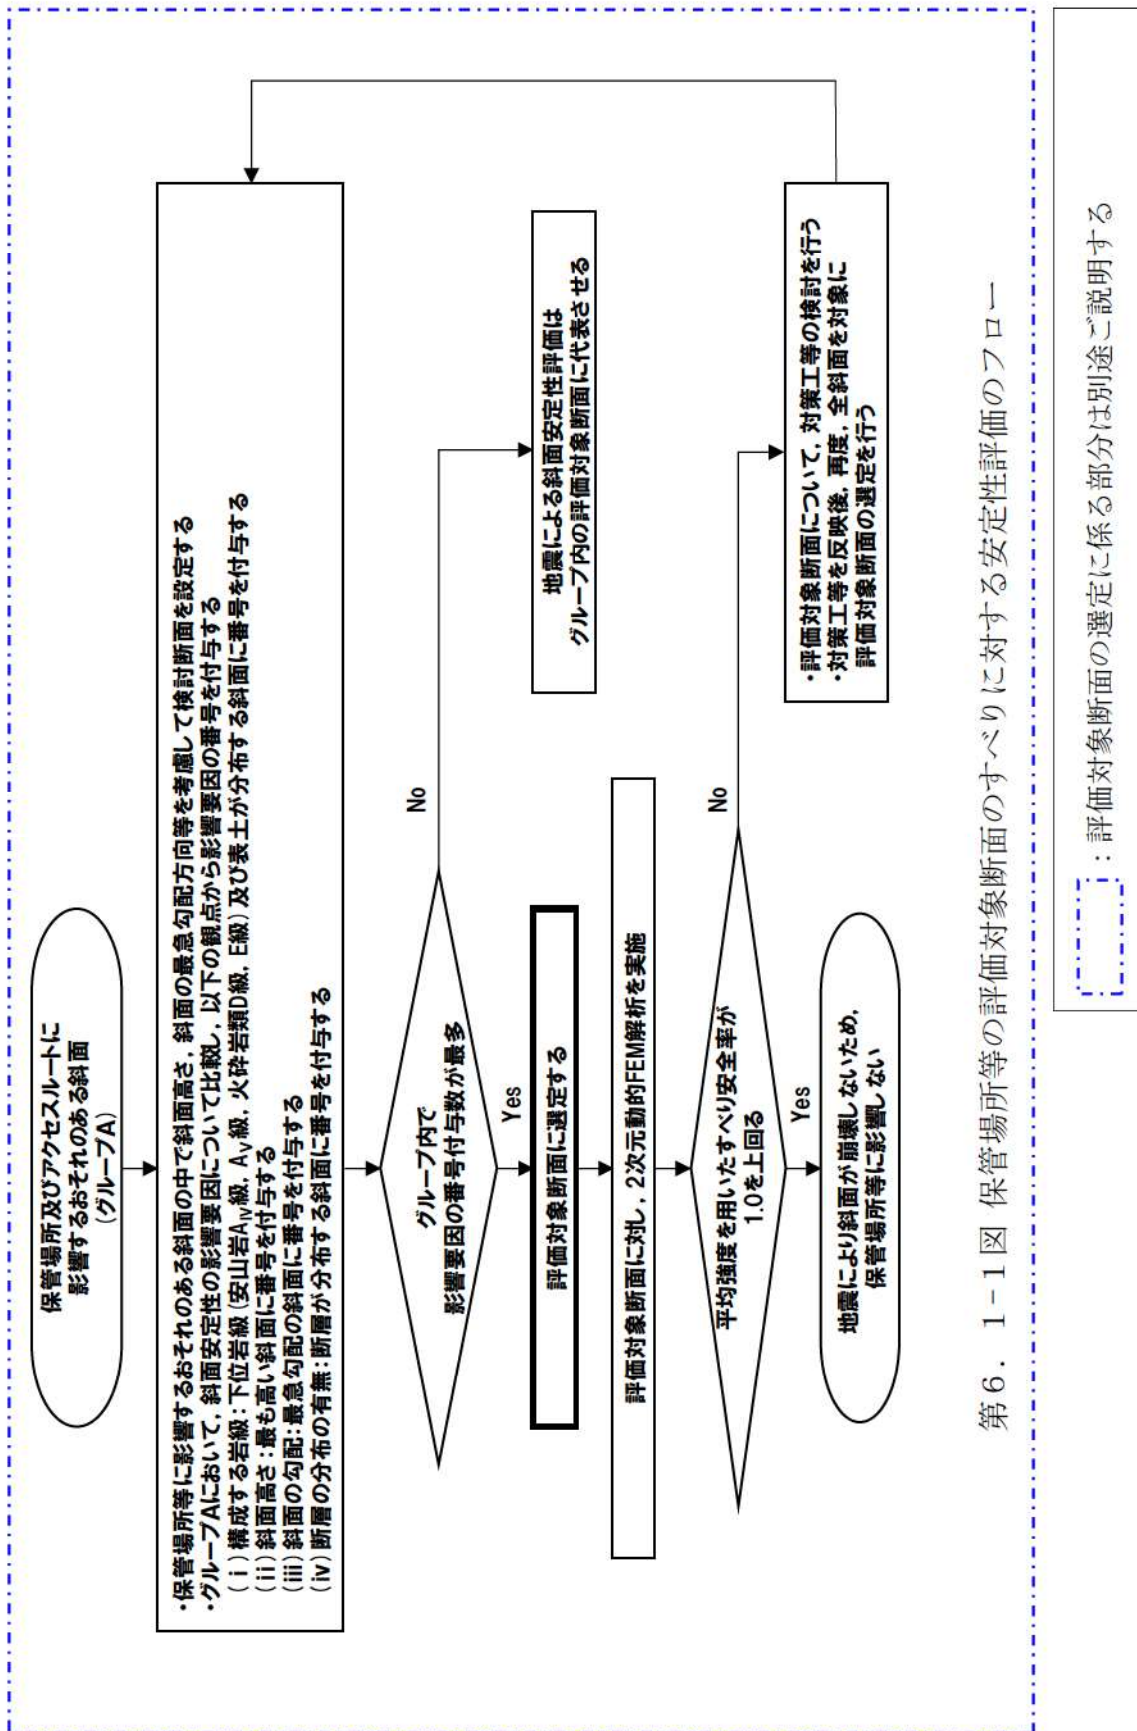 保管場所及びアクセスルートに
影響するおそれのある斜面
(グループA)
・保管場所等に影響するおそれのある斜面の中で斜面高さ，斜面の最急勾配方向等を考慮して検討断面を設定する
・グループAにおいて，斜面安定性の影響要因について比較し，以下の観点から影響要因の番号を付与する
(ⅰ)構成する岩級：下位岩級（安山岩AⅣ級，AⅤ級，火砕岩類D級，E級）及び表土が分布する斜面に番号を付与する
(ⅱ)斜面高さ：最も高い斜面に番号を付与する
(ⅲ)斜面の勾配：最急勾配の斜面に番号を付与する
(ⅳ)断層の分布の有無：断層が分布する斜面に番号を付与する
グループ内で
影響要因の番号付与数が最多
No
Yes
地震による斜面安定性評価は
グループ内の評価対象断面に代表させる
評価対象断面に選定する
評価対象断面に対し，2次元動的FEM解析を実施
平均強度を用いたすべり安全率が
1.0を上回る
No
Yes
・評価対象断面について，対策工等の検討を行う
・対策工等を反映後，再度，全斜面を対象に
評価対象断面の選定を行う
地震により斜面が崩壊しないため，
保管場所等に影響しない
第6．1－1図 保管場所等の評価対象断面のすべりに対する安定性評価のフロー
：評価対象断面の選定に係る部分は別途ご説明する